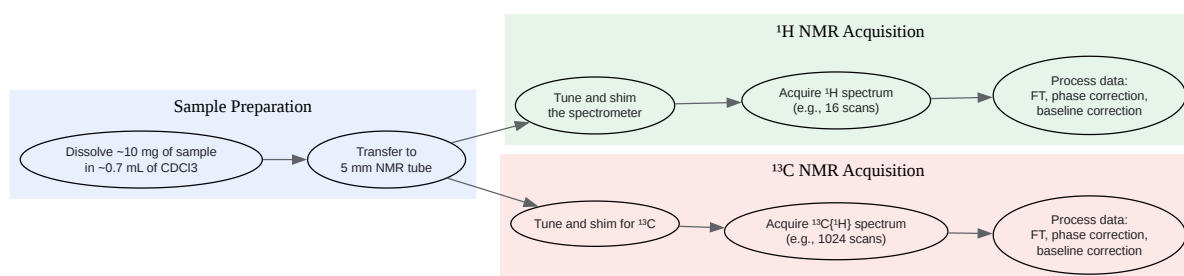 Sample Preparation
Dissolve ~10 mg of sample
in ~0.7 mL of CDCl3
Transfer to
5 mm NMR tube
¹H NMR Acquisition
Tune and shim
the spectrometer
Acquire ¹H spectrum
(e.g., 16 scans)
Process data:
FT, phase correction,
baseline correction
¹³C NMR Acquisition
Tune and shim for ¹³C
Acquire ¹³C{¹H} spectrum
(e.g., 1024 scans)
Process data:
FT, phase correction,
baseline correction